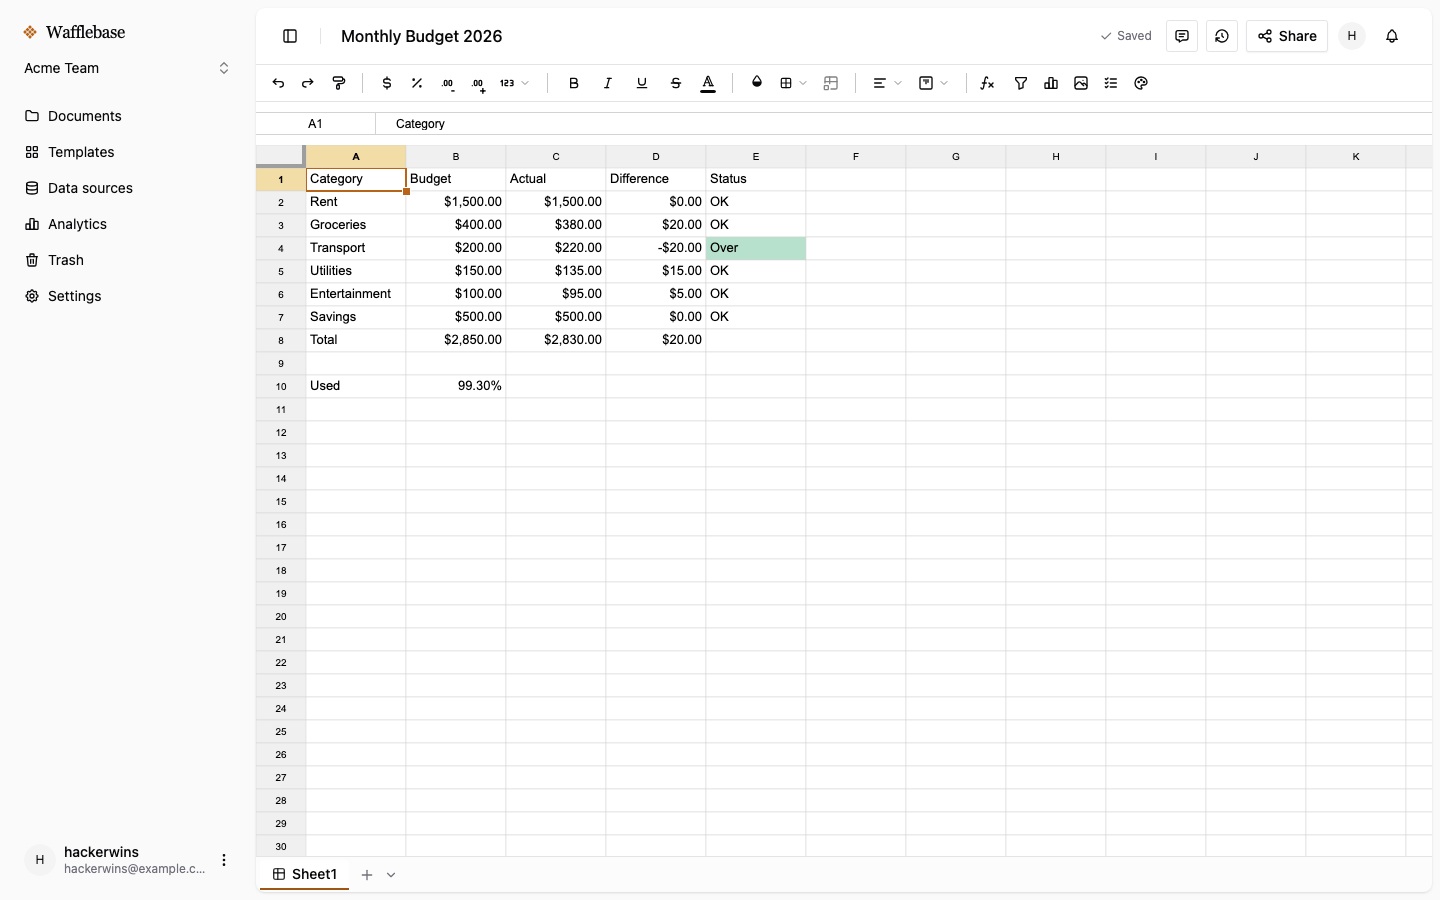 Wafflebase
Acme Team
Documents
Templates
Data sources
Analytics
Trash
Settings
H
hackerwins
hackerwins@example.c...
Monthly Budget 2026
Saved
Share
H
$ % .00 .00 123 B I U S A
A1 Category
A B C D E F G H I J K
1 Category Budget Actual Difference Status
2 Rent $1,500.00 $1,500.00 $0.00 OK
3 Groceries $400.00 $380.00 $20.00 OK
4 Transport $200.00 $220.00 -$20.00 Over
5 Utilities $150.00 $135.00 $15.00 OK
6 Entertainment $100.00 $95.00 $5.00 OK
7 Savings $500.00 $500.00 $0.00 OK
8 Total $2,850.00 $2,830.00 $20.00
9
10 Used 99.30%
11
12
13
14
15
16
17
18
19
20
21
22
23
24
25
26
27
28
29
30
Sheet1